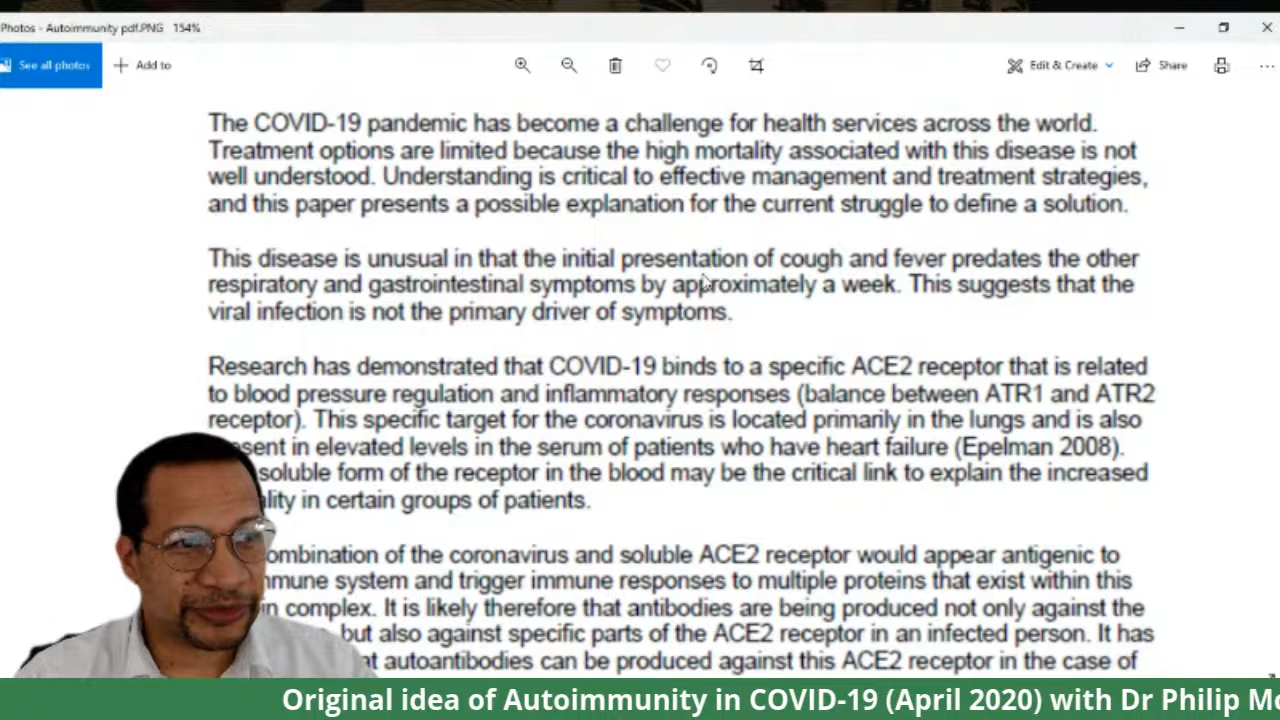 Photos - Autoimmunity pdf.PNG 154%
See all photos
Add to
Edit & Create
Share
The COVID-19 pandemic has become a challenge for health services across the world.
Treatment options are limited because the high mortality associated with this disease is not
well understood. Understanding is critical to effective management and treatment strategies,
and this paper presents a possible explanation for the current struggle to define a solution.
This disease is unusual in that the initial presentation of cough and fever predates the other
respiratory and gastrointestinal symptoms by approximately a week. This suggests that the
viral infection is not the primary driver of symptoms.
Research has demonstrated that COVID-19 binds to a specific ACE2 receptor that is related
to blood pressure regulation and inflammatory responses (balance between ATR1 and ATR2
receptor). This specific target for the coronavirus is located primarily in the lungs and is also
in elevated levels in the serum of patients who have heart failure (Epelman 2008).
soluble form of the receptor in the blood may be the critical link to explain the increased
in certain groups of patients.
of the coronavirus and soluble ACE2 receptor would appear antigenic to
system and trigger immune responses to multiple proteins that exist within this
complex. It is likely therefore that antibodies are being produced not only against the
but also against specific parts of the ACE2 receptor in an infected person. It has
autoantibodies can be produced against this ACE2 receptor in the case of
Original idea of Autoimmunity in COVID-19 (April 2020) with Dr Philip